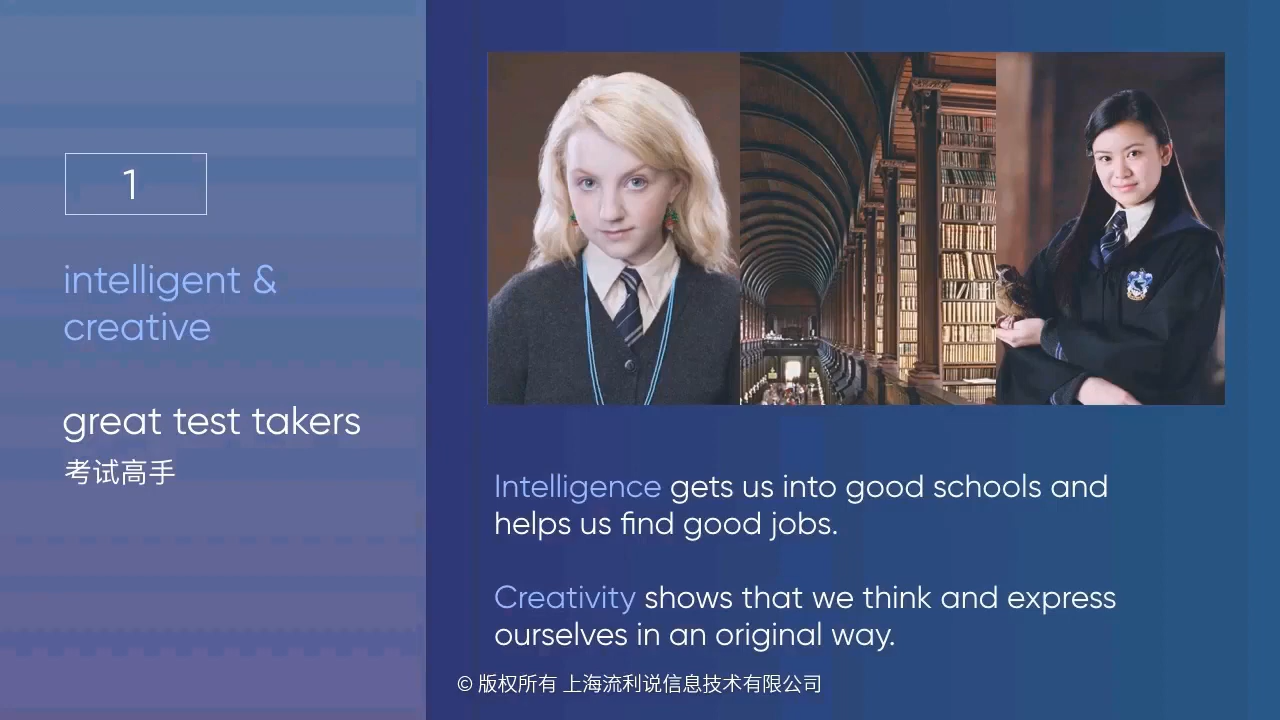 1
intelligent &
creative
great test takers
考试高手
Intelligence gets us into good schools and
helps us find good jobs.
Creativity shows that we think and express
ourselves in an original way.
© 版权所有 上海流利说信息技术有限公司